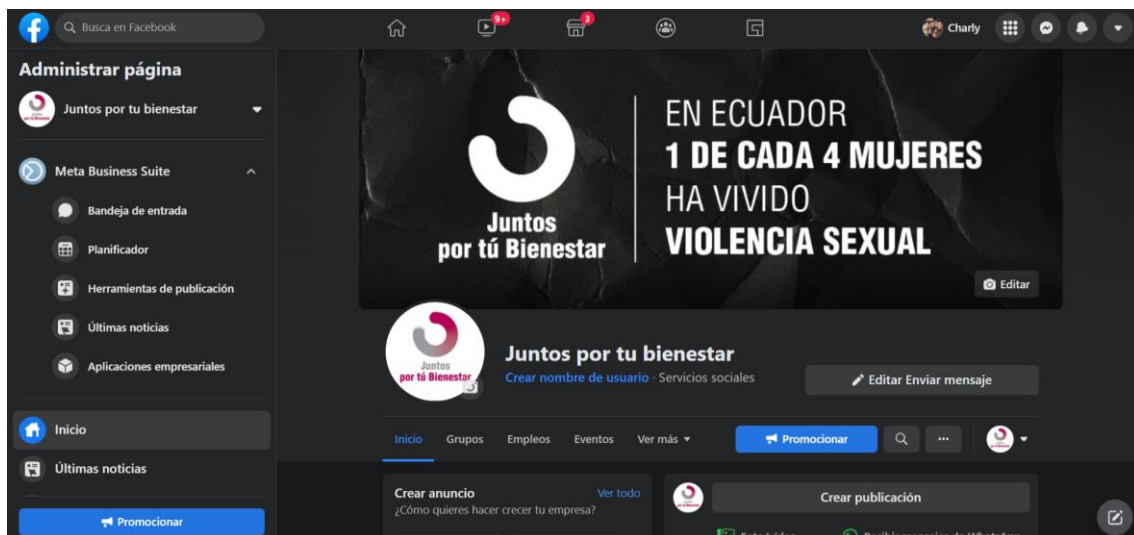 Busca en Facebook
9+
3
Charly
Administrar página
Juntos por tu bienestar
Meta Business Suite
Bandeja de entrada
Planificador
Herramientas de publicación
Últimas noticias
Aplicaciones empresariales
Inicio
Últimas noticias
Promocionar
Juntos
por tú Bienestar
EN ECUADOR
1 DE CADA 4 MUJERES
HA VIVIDO
VIOLENCIA SEXUAL
Editar
Juntos
por tú Bienestar
Juntos por tu bienestar
Crear nombre de usuario · Servicios sociales
Editar Enviar mensaje
Inicio Grupos Empleos Eventos Ver más
Promocionar
Crear anuncio Ver todo
¿Cómo quieres hacer crecer tu empresa?
Crear publicación